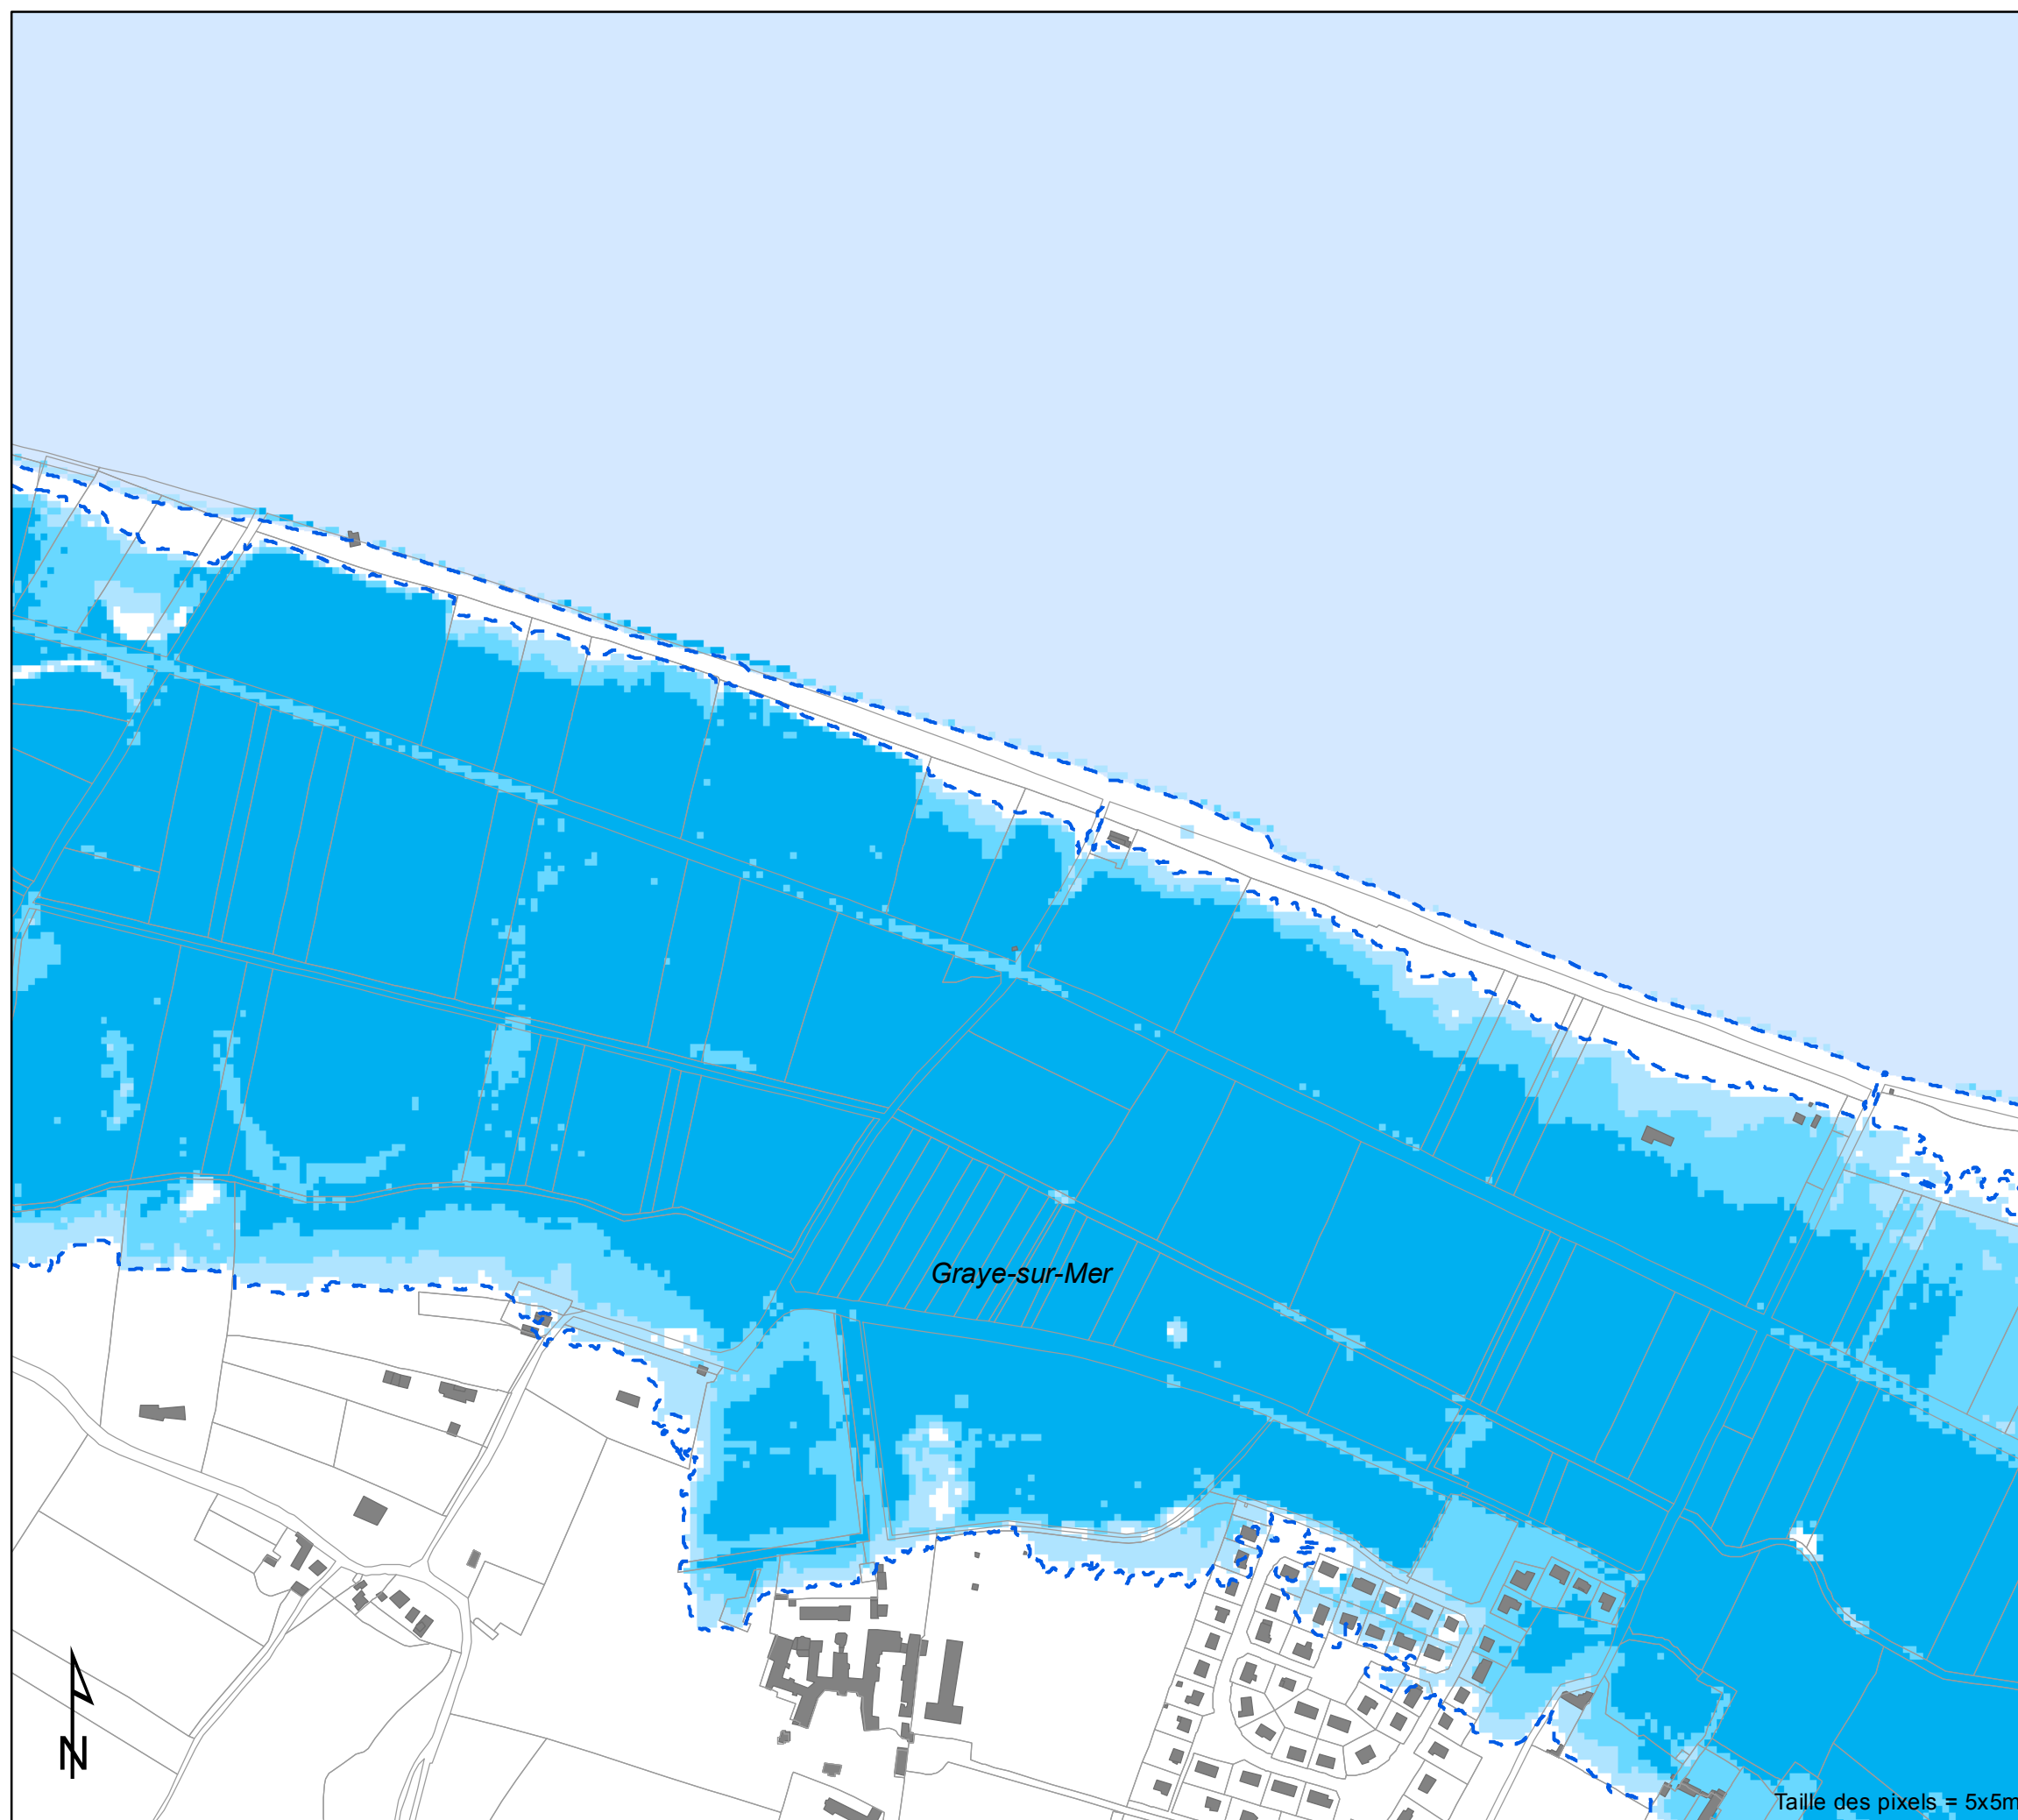 Graye-sur-Mer
N
Taille des pixels = 5x5m